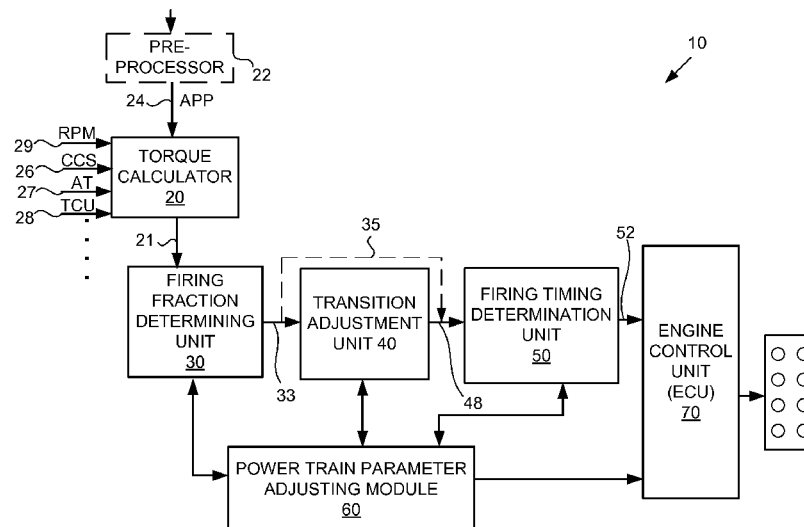 PRE-
PROCESSOR
22
10
24
APP
29
RPM
26
CCS
27
AT
28
TCU
TORQUE
CALCULATOR
20
21
35
52
FIRING
FRACTION
DETERMINING
UNIT
30
33
TRANSITION
ADJUSTMENT
UNIT 40
48
FIRING TIMING
DETERMINATION
UNIT
50
ENGINE
CONTROL
UNIT
(ECU)
70
POWER TRAIN PARAMETER
ADJUSTING MODULE
60